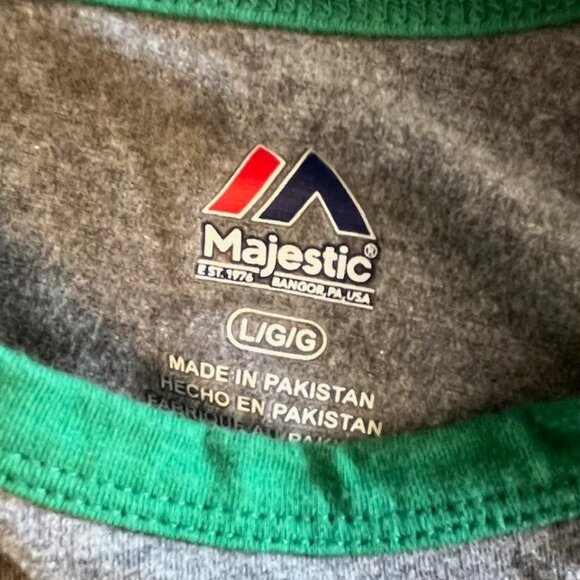 Majestic®
EST. 1976 BANGOR, PA, USA
L/G/G
MADE IN PAKISTAN
HECHO EN PAKISTAN